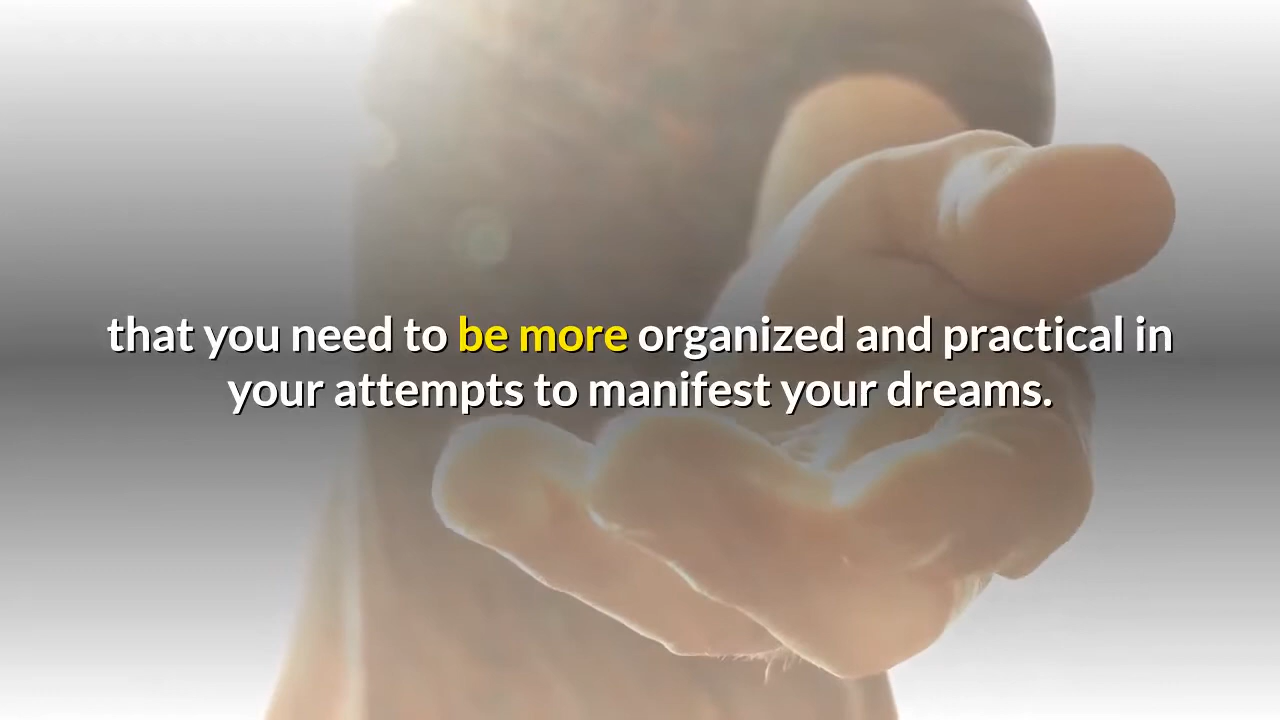 that you need to be more organized and practical in
your attempts to manifest your dreams.